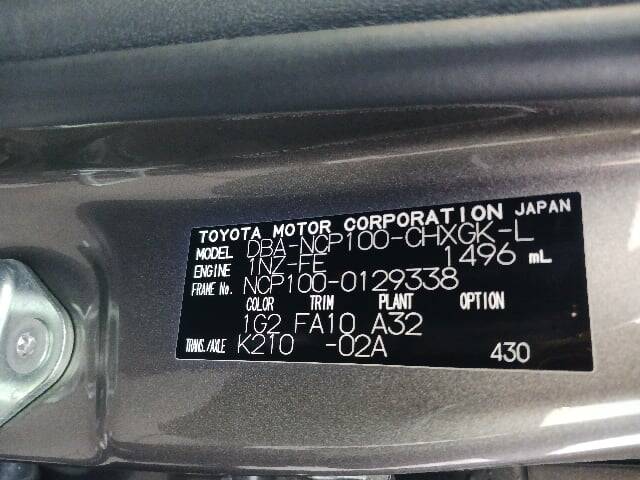 TOYOTA MOTOR CORPORATION JAPAN
MODEL DBA-NCP100-CHXGK-L
ENGINE 1NZ-FE 1496 mL
FRAME No. NCP100-0129338
COLOR TRIM PLANT OPTION
1G2 FA10 A32
TRANS./AXLE K210 -02A 430